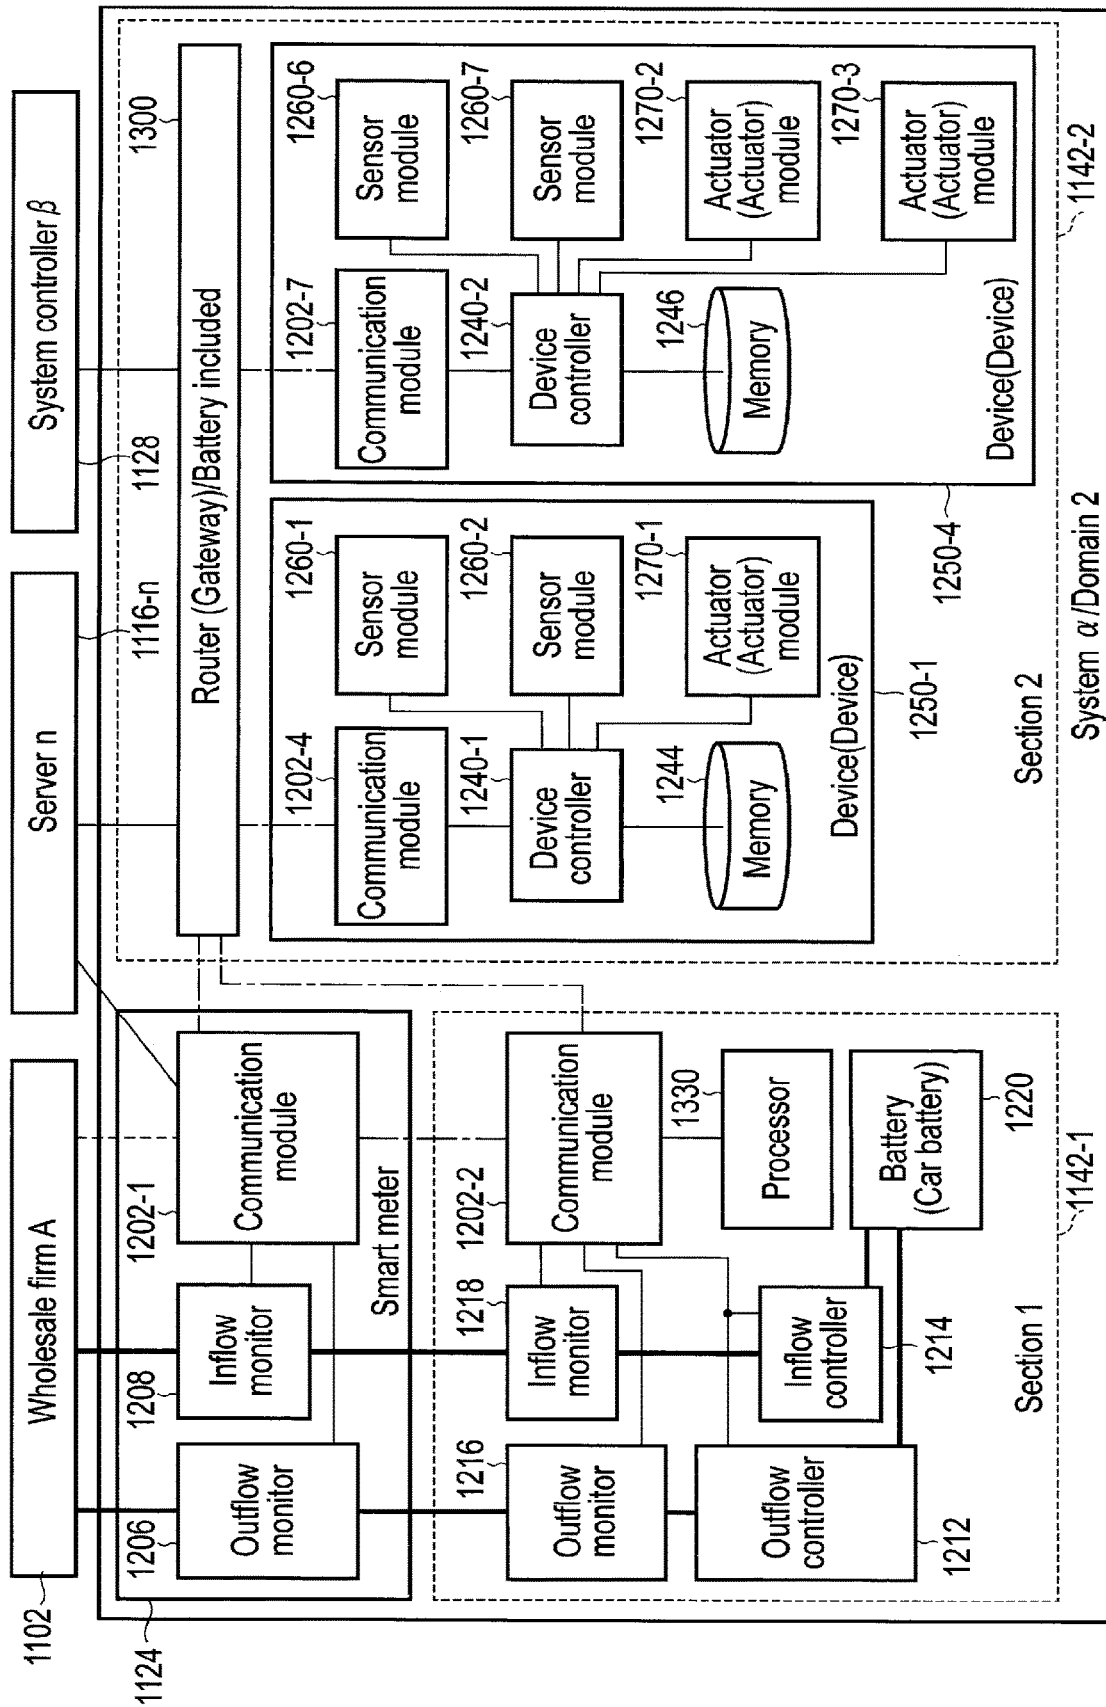 Wholesale firm A
1102
Server n
1116-n
System controller β
1128
1124
1206
Outflow
monitor
1208
Inflow
monitor
1202-1
Communication
module
Smart meter
1216
Outflow
monitor
1218
Inflow
monitor
1202-2
Communication
module
1330
Processor
Outflow
controller
1212
Inflow
controller
1214
Battery
(Car battery)
1220
Section 1
1142-1
Router (Gateway)/Battery included
1300
1202-4
Communication
module
1260-1
Sensor
module
1240-1
Device
controller
1260-2
Sensor
module
1244
Memory
1270-1
Actuator
(Actuator)
module
Device(Device)
1250-1
1202-7
Communication
module
1260-6
Sensor
module
1240-2
Device
controller
1260-7
Sensor
module
1246
Memory
1270-2
Actuator
(Actuator)
module
1270-3
Actuator
(Actuator)
module
Device(Device)
1250-4
Section 2
1142-2
System α/Domain 2